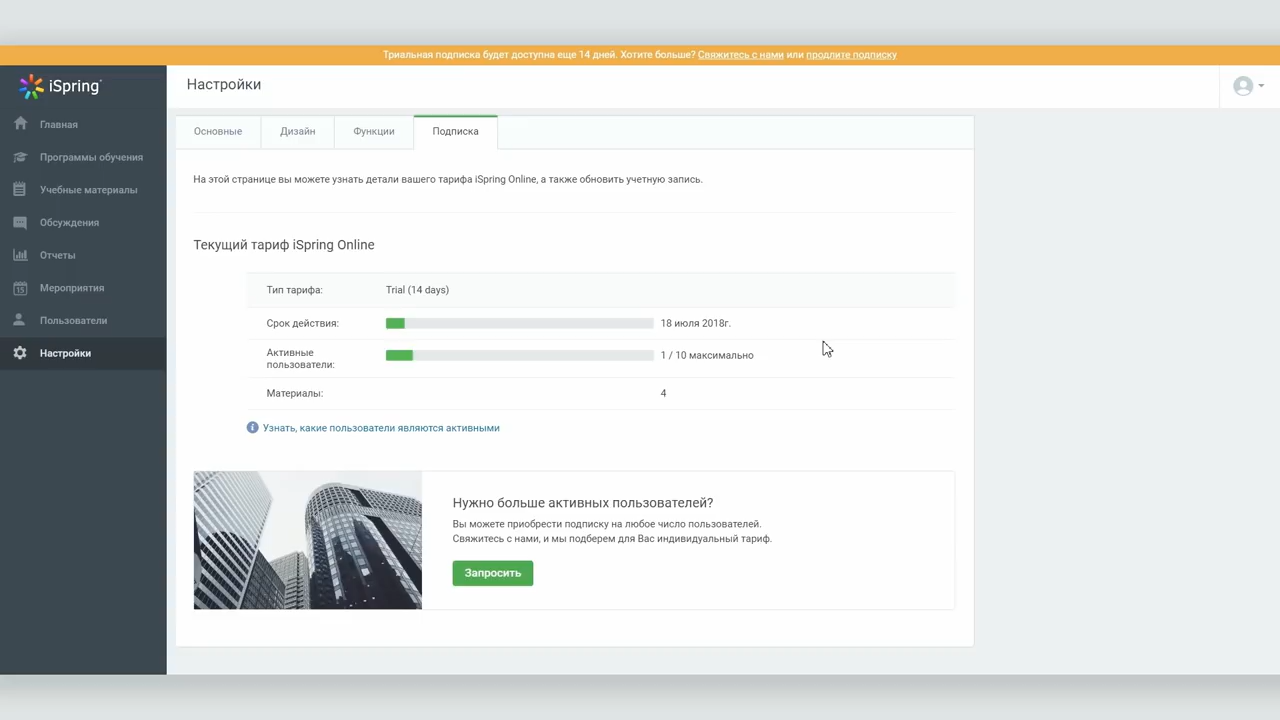 Триальная подписка будет доступна еще 14 дней. Хотите больше? Свяжитесь с нами или продлите подписку
iSpring
Настройки
Главная
Программы обучения
Учебные материалы
Обсуждения
Отчеты
15
Мероприятия
Пользователи
Настройки
Основные
Дизайн
Функции
Подписка
На этой странице вы можете узнать детали вашего тарифа iSpring Online, а также обновить учетную запись.
Текущий тариф iSpring Online
Тип тарифа: Trial (14 days)
Срок действия: 18 июля 2018г.
Активные
пользователи: 1 / 10 максимально
Материалы: 4
Узнать, какие пользователи являются активными
Нужно больше активных пользователей?
Вы можете приобрести подписку на любое число пользователей.
Свяжитесь с нами, и мы подберем для Вас индивидуальный тариф.
Запросить